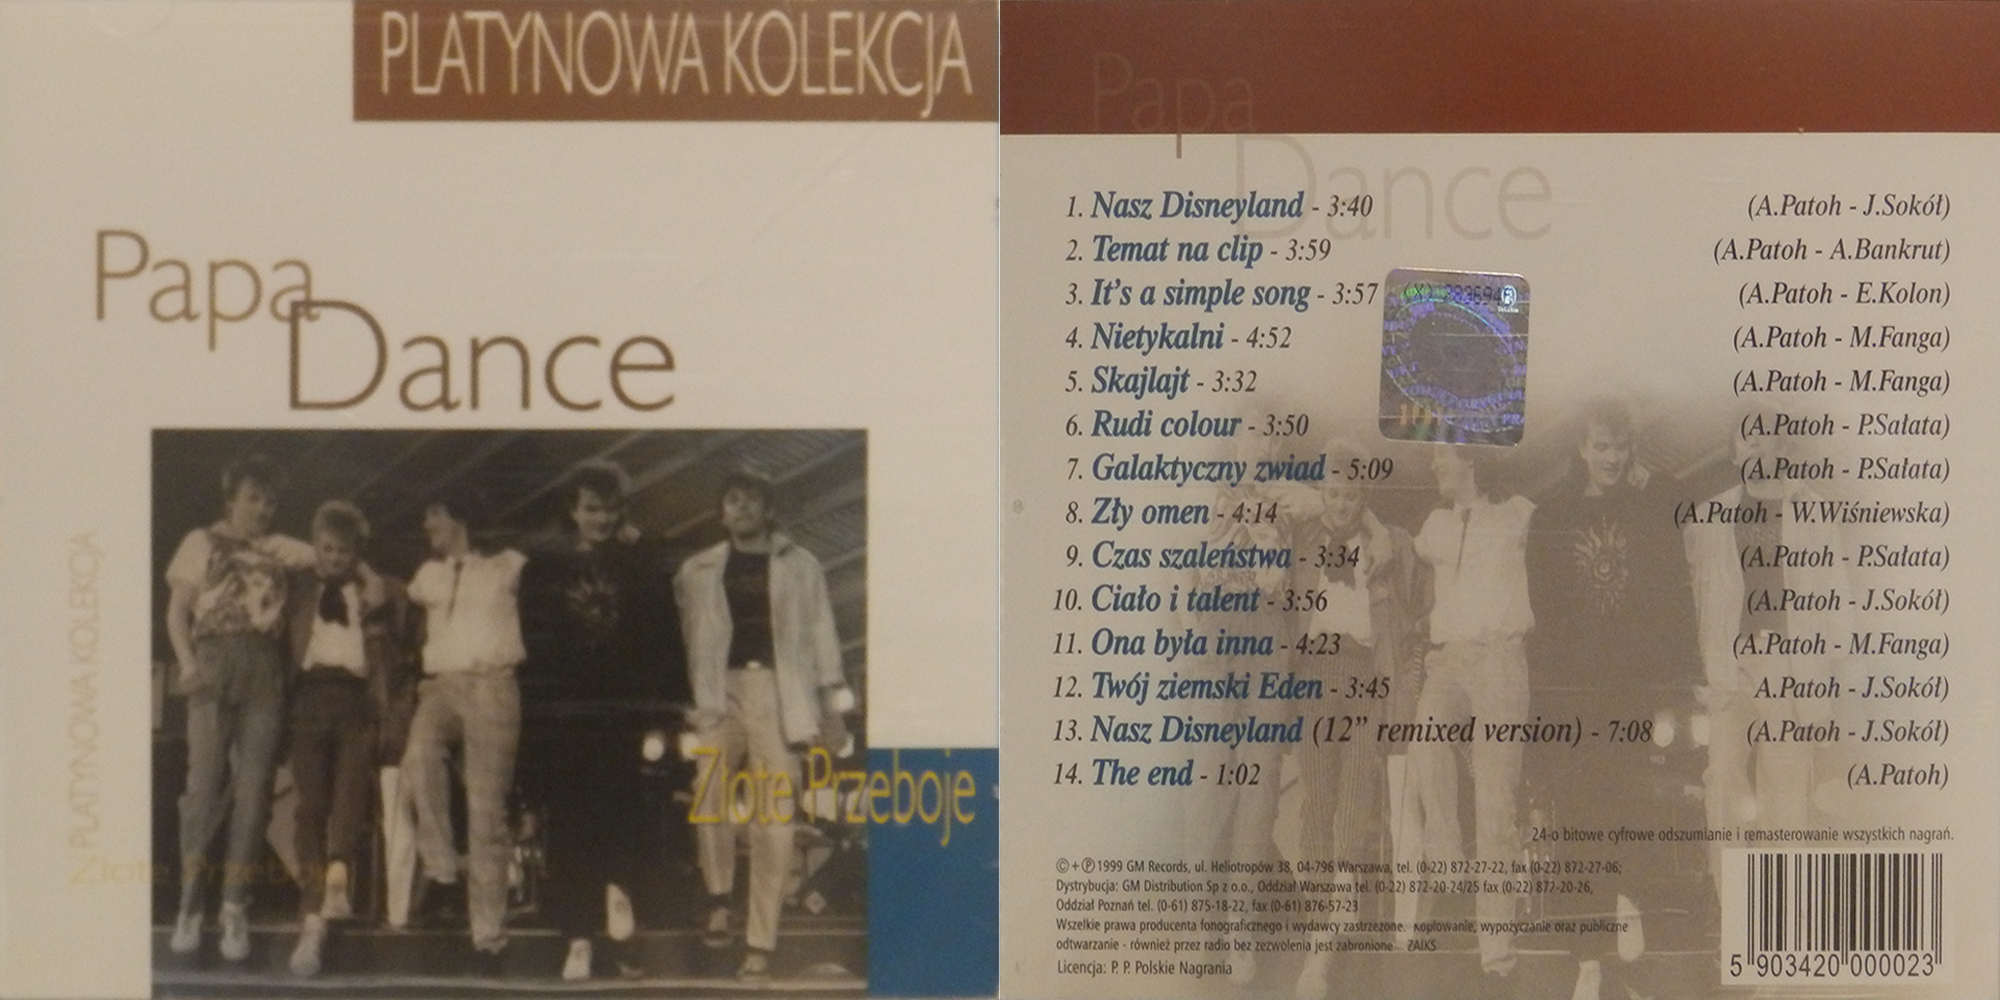 PLATYNOWA KOLEKCJA
Papa
Dance
PLATYNOWA KOLEKCJA
Złote Przeboje
Złote Przeboje
Papa
Dance
1. Nasz Disneyland - 3:40 (A.Patoh - J.Sokół)
2. Temat na clip - 3:59 (A.Patoh - A.Bankrut)
3. It's a simple song - 3:57 (A.Patoh - E.Kolon)
4. Nietykalni - 4:52 (A.Patoh - M.Fanga)
5. Skajlajt - 3:32 (A.Patoh - M.Fanga)
6. Rudi colour - 3:50 (A.Patoh - P.Sałata)
7. Galaktyczny zwiad - 5:09 (A.Patoh - P.Sałata)
8. Zły omen - 4:14 (A.Patoh - W.Wiśniewska)
9. Czas szaleństwa - 3:34 (A.Patoh - P.Sałata)
10. Ciało i talent - 3:56 (A.Patoh - J.Sokół)
11. Ona była inna - 4:23 (A.Patoh - M.Fanga)
12. Twój ziemski Eden - 3:45 A.Patoh - J.Sokół)
13. Nasz Disneyland (12" remixed version) - 7:08 (A.Patoh - J.Sokół)
14. The end - 1:02 (A.Patoh)
24-o bitowe cyfrowe odszumianie i remasterowanie wszystkich nagrań.
©+℗1999 GM Records, ul. Heliotropów 38, 04-796 Warszawa, tel. (0-22) 872-27-22, fax (0-22) 872-27-06;
Dystrybucja: GM Distribution Sp z o.o., Oddział Warszawa tel. (0-22) 872-20-24/25 fax (0-22) 872-20-26,
Oddział Poznań tel. (0-61) 875-18-22, fax (0-61) 876-57-23
Wszelkie prawa producenta fonograficznego i wydawcy zastrzeżone. Kopiowanie, wypożyczanie oraz publiczne
odtwarzanie - również przez radio bez zezwolenia jest zabronione ZAIKS
Licencja: P. P. Polskie Nagrania
5 903420 000023